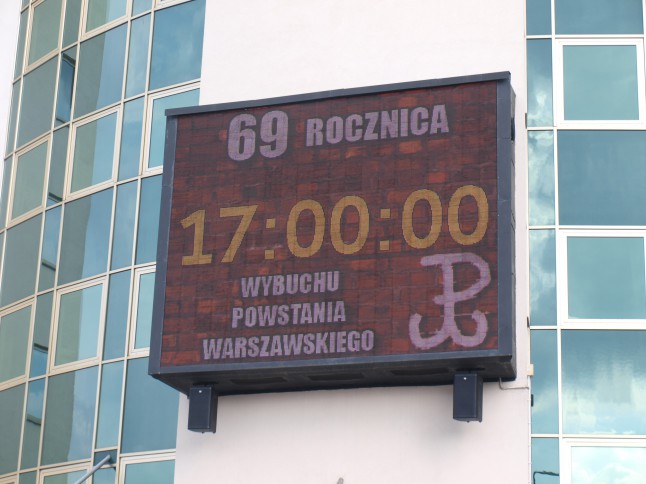 69 ROCZNICA
17:00:00
WYBUCHU
POWSTANIA
WARSZAWSKIEGO